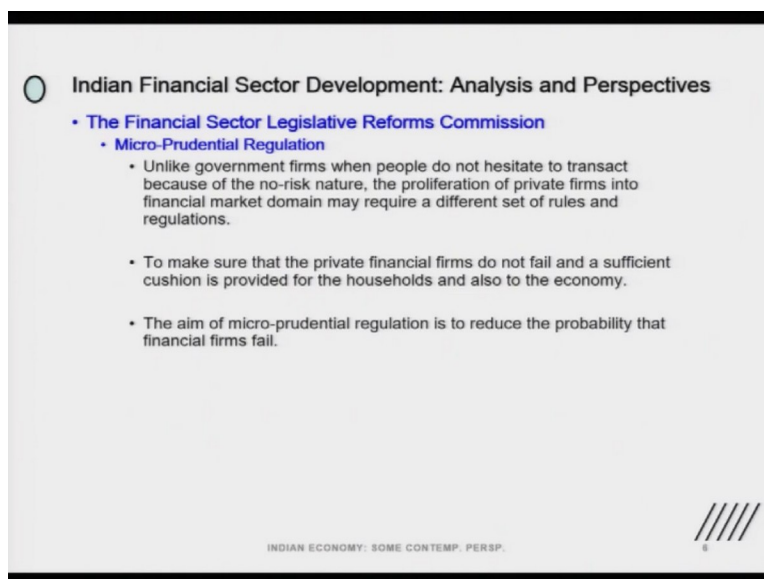 Indian Financial Sector Development: Analysis and Perspectives
• The Financial Sector Legislative Reforms Commission
• Micro-Prudential Regulation
• Unlike government firms when people do not hesitate to transact
because of the no-risk nature, the proliferation of private firms into
financial market domain may require a different set of rules and
regulations.
• To make sure that the private financial firms do not fail and a sufficient
cushion is provided for the households and also to the economy.
• The aim of micro-prudential regulation is to reduce the probability that
financial firms fail.
INDIAN ECONOMY: SOME CONTEMP. PERSP.
6